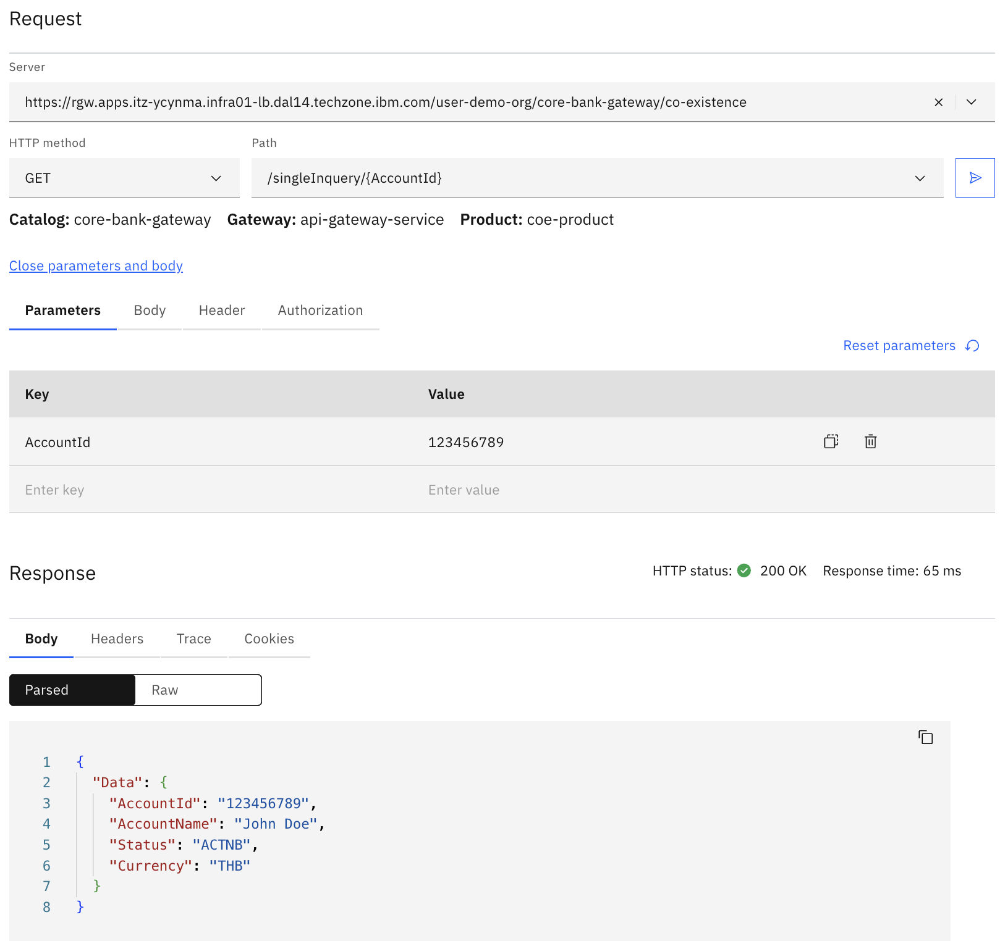 Request
Server
https://rgw.apps.itz-ycynma.infra01-lb.dal14.techzone.ibm.com/user-demo-org/core-bank-gateway/co-existence
HTTP method Path
GET /singleInquery/{AccountId}
Catalog: core-bank-gateway Gateway: api-gateway-service Product: coe-product
Close parameters and body
Parameters Body Header Authorization
Reset parameters
Key Value
AccountId 123456789
Enter key Enter value
Response HTTP status: 200 OK Response time: 65 ms
Body Headers Trace Cookies
Parsed Raw
1 {
2 "Data": {
3 "AccountId": "123456789",
4 "AccountName": "John Doe",
5 "Status": "ACTNB",
6 "Currency": "THB"
7 }
8 }